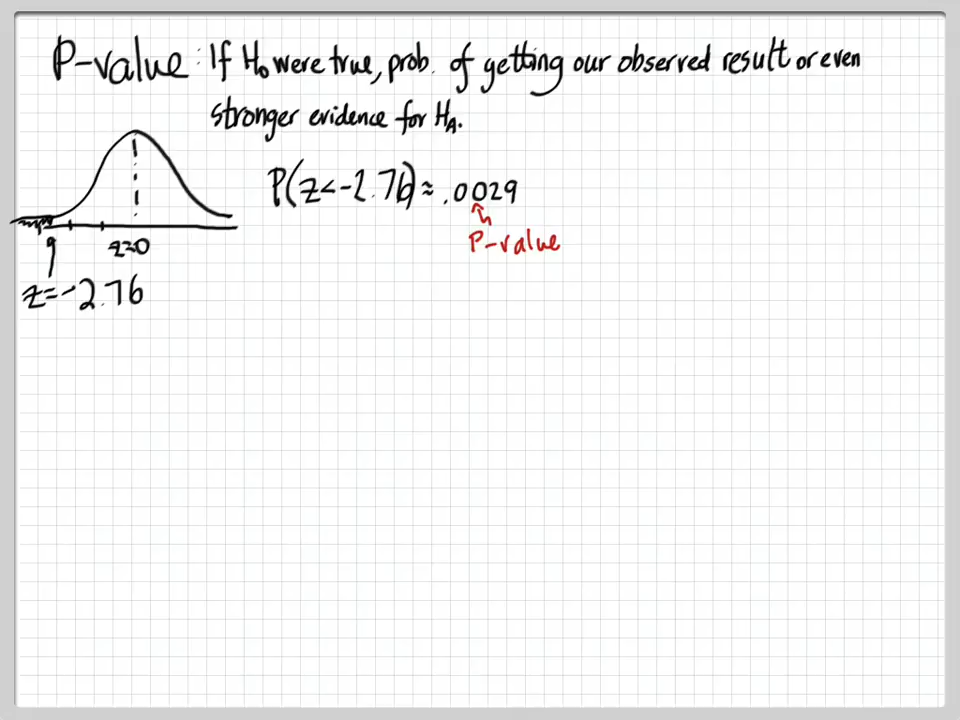 P-value: If H₀ were true, prob. of getting our observed result or even
stronger evidence for H_A.
P(z<-2.76) ≈ .0029
P-value
z=0
z=-2.76